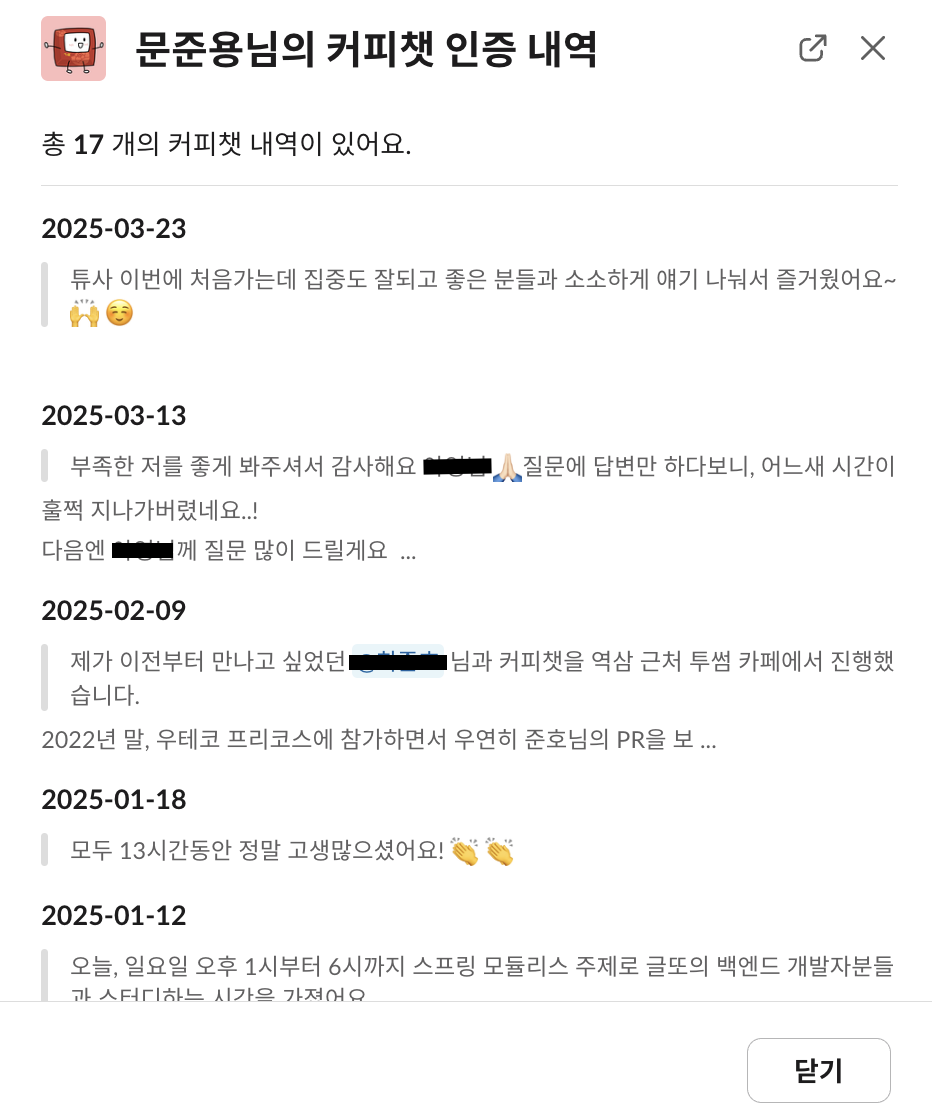 문준용님의 커피챗 인증 내역
총 17 개의 커피챗 내역이 있어요.
2025-03-23
튜사 이번에 처음가는데 집중도 잘되고 좋은 분들과 소소하게 얘기 나눠서 즐거웠어요~
🙌 ☺️
2025-03-13
부족한 저를 좋게 봐주셔서 감사해요 🙏🏻질문에 답변만 하다보니, 어느새 시간이
훌쩍 지나가버렸네요..!
다음엔 께 질문 많이 드릴게요 ...
2025-02-09
제가 이전부터 만나고 싶었던 님과 커피챗을 역삼 근처 투썸 카페에서 진행했
습니다.
2022년 말, 우테코 프리코스에 참가하면서 우연히 준호님의 PR을 보 ...
2025-01-18
모두 13시간동안 정말 고생많으셨어요! 👏 👏
2025-01-12
오늘, 일요일 오후 1시부터 6시까지 스프링 모듈리스 주제로 글또의 백엔드 개발자분들
과 스터디하는 시간을 가졌어요
닫기